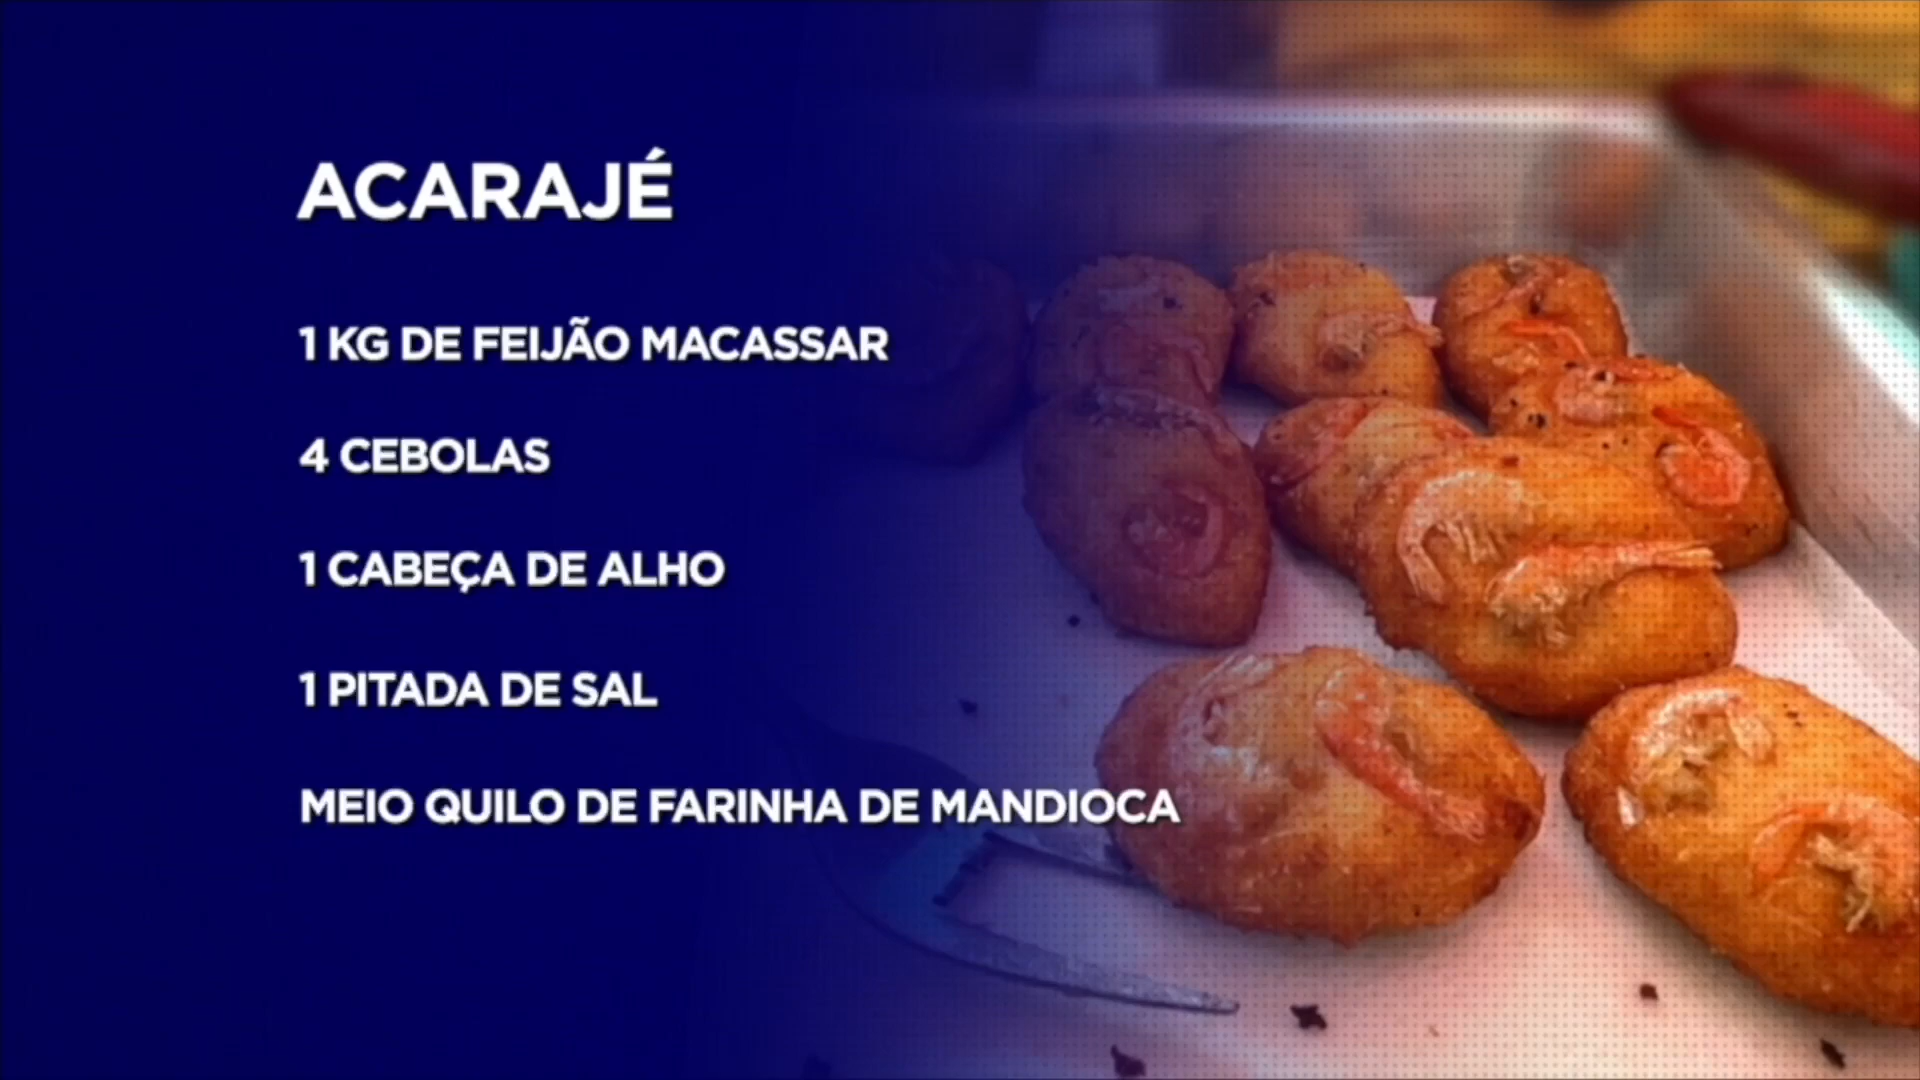 ACARAJÉ
1 KG DE FEIJÃO MACASSAR
4 CEBOLAS
1 CABEÇA DE ALHO
1 PITADA DE SAL
MEIO QUILO DE FARINHA DE MANDIOCA